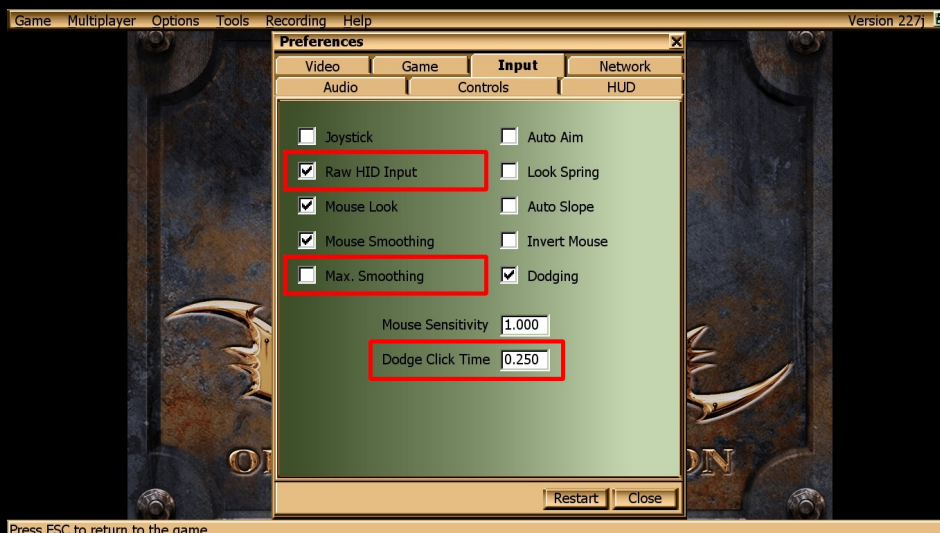 Game Multiplayer Options Tools Recording Help Version 227j
Preferences
Video Game Input Network
Audio Controls HUD
Joystick Auto Aim
Raw HID Input Look Spring
Mouse Look Auto Slope
Mouse Smoothing Invert Mouse
Max. Smoothing Dodging
Mouse Sensitivity 1.000
Dodge Click Time 0.250
Restart Close
Press ESC to return to the game